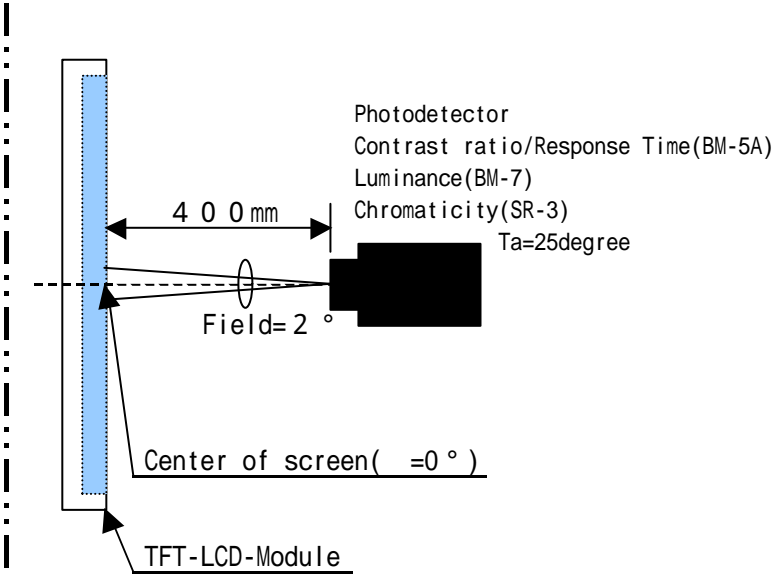 Photodetector
Contrast ratio/Response Time(BM-5A)
Luminance(BM-7)
Chromaticity(SR-3)
Ta=25degree
４００mm
Field=２°
Center of screen( =0°)
TFT-LCD-Module